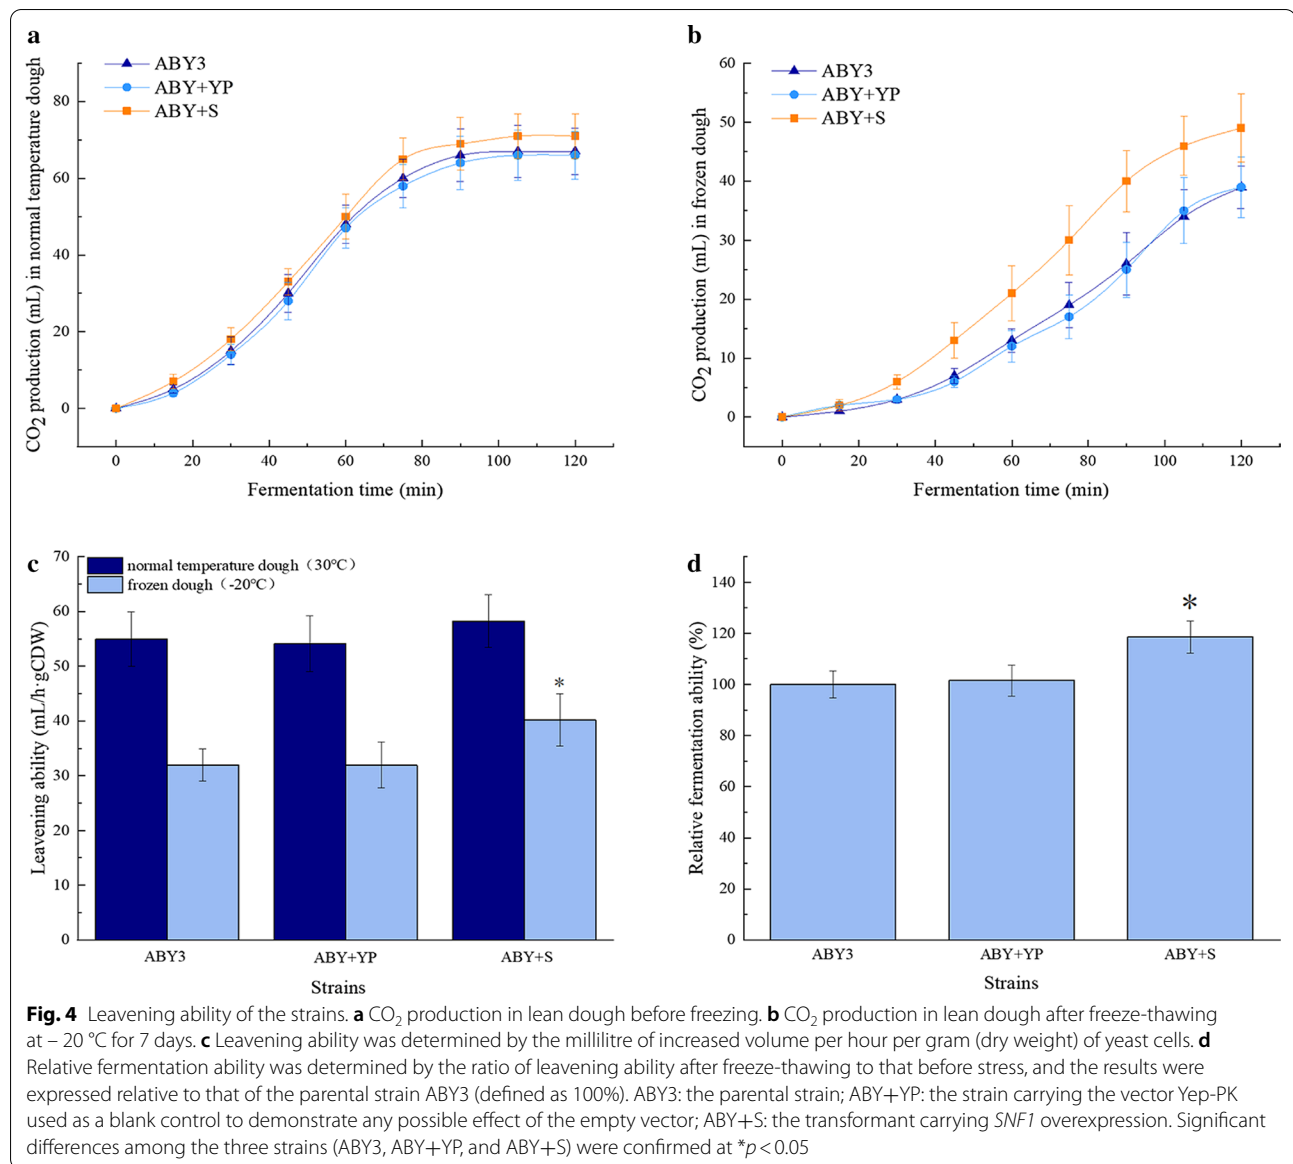 a
ABY3
ABY+YP
ABY+S
CO2 production (mL) in normal temperature dough
80
60
40
20
0
0 20 40 60 80 100 120
Fermentation time (min)
b
ABY3
ABY+YP
ABY+S
CO2 production (mL) in frozen dough
60
50
40
30
20
10
0
0 20 40 60 80 100 120
Fermentation time (min)
c
normal temperature dough（30℃）
frozen dough（-20℃）
Leavening ability (mL/h·gCDW)
70
60
50
40
30
20
10
0
*
ABY3 ABY+YP ABY+S
Strains
d
Relative fermentation ability (%)
140
120
100
80
60
40
20
0
*
ABY3 ABY+YP ABY+S
Strains
Fig. 4 Leavening ability of the strains. a CO2 production in lean dough before freezing. b CO2 production in lean dough after freeze-thawing
at – 20 °C for 7 days. c Leavening ability was determined by the millilitre of increased volume per hour per gram (dry weight) of yeast cells. d
Relative fermentation ability was determined by the ratio of leavening ability after freeze-thawing to that before stress, and the results were
expressed relative to that of the parental strain ABY3 (defined as 100%). ABY3: the parental strain; ABY+YP: the strain carrying the vector Yep-PK
used as a blank control to demonstrate any possible effect of the empty vector; ABY+S: the transformant carrying SNF1 overexpression. Significant
differences among the three strains (ABY3, ABY+YP, and ABY+S) were confirmed at *p < 0.05